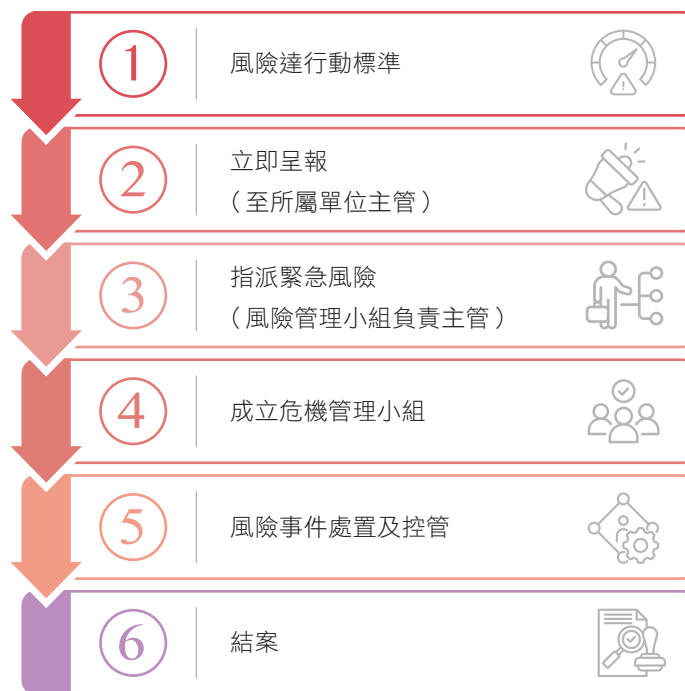 1
風險達行動標準
2
立即呈報
（至所屬單位主管）
3
指派緊急風險
（風險管理小組負責主管）
4
成立危機管理小組
5
風險事件處置及控管
6
結案